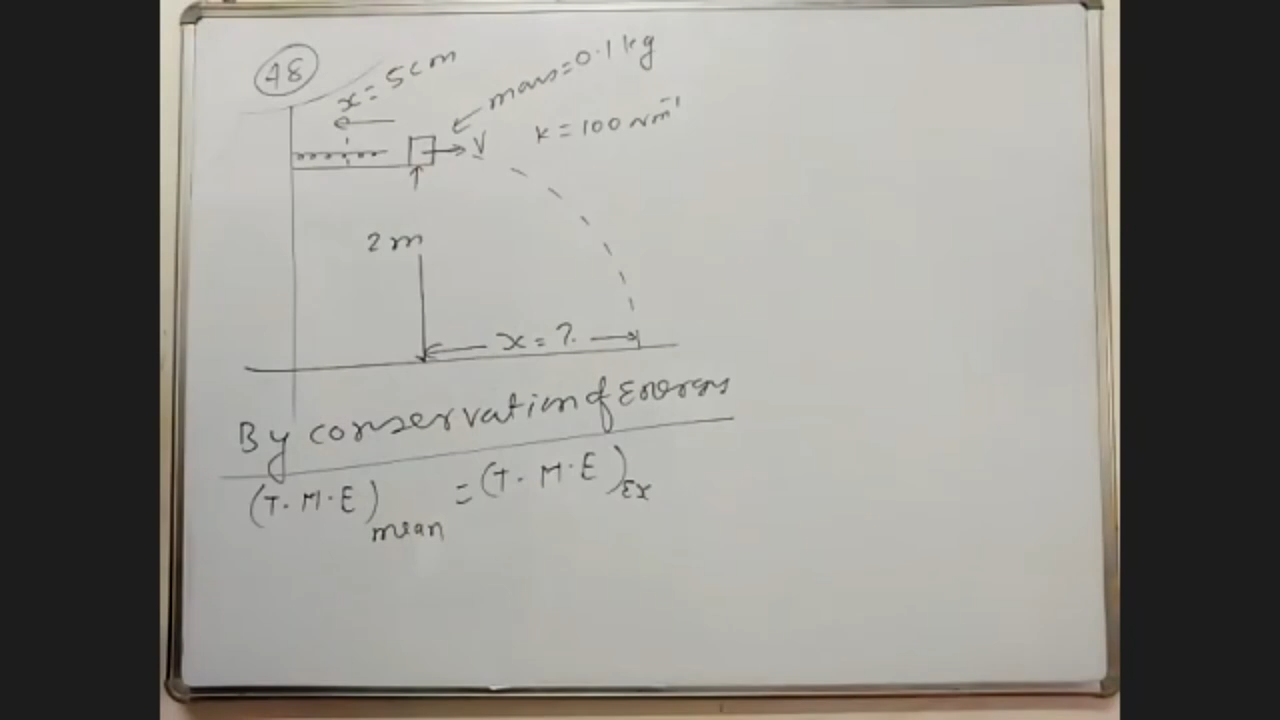 48
x = 5cm
mass = 0.1 kg
k = 100 Nm⁻¹
V
2 m
x = ?
By conservation of Energy
(T.M.E)mean = (T.M.E)Ex